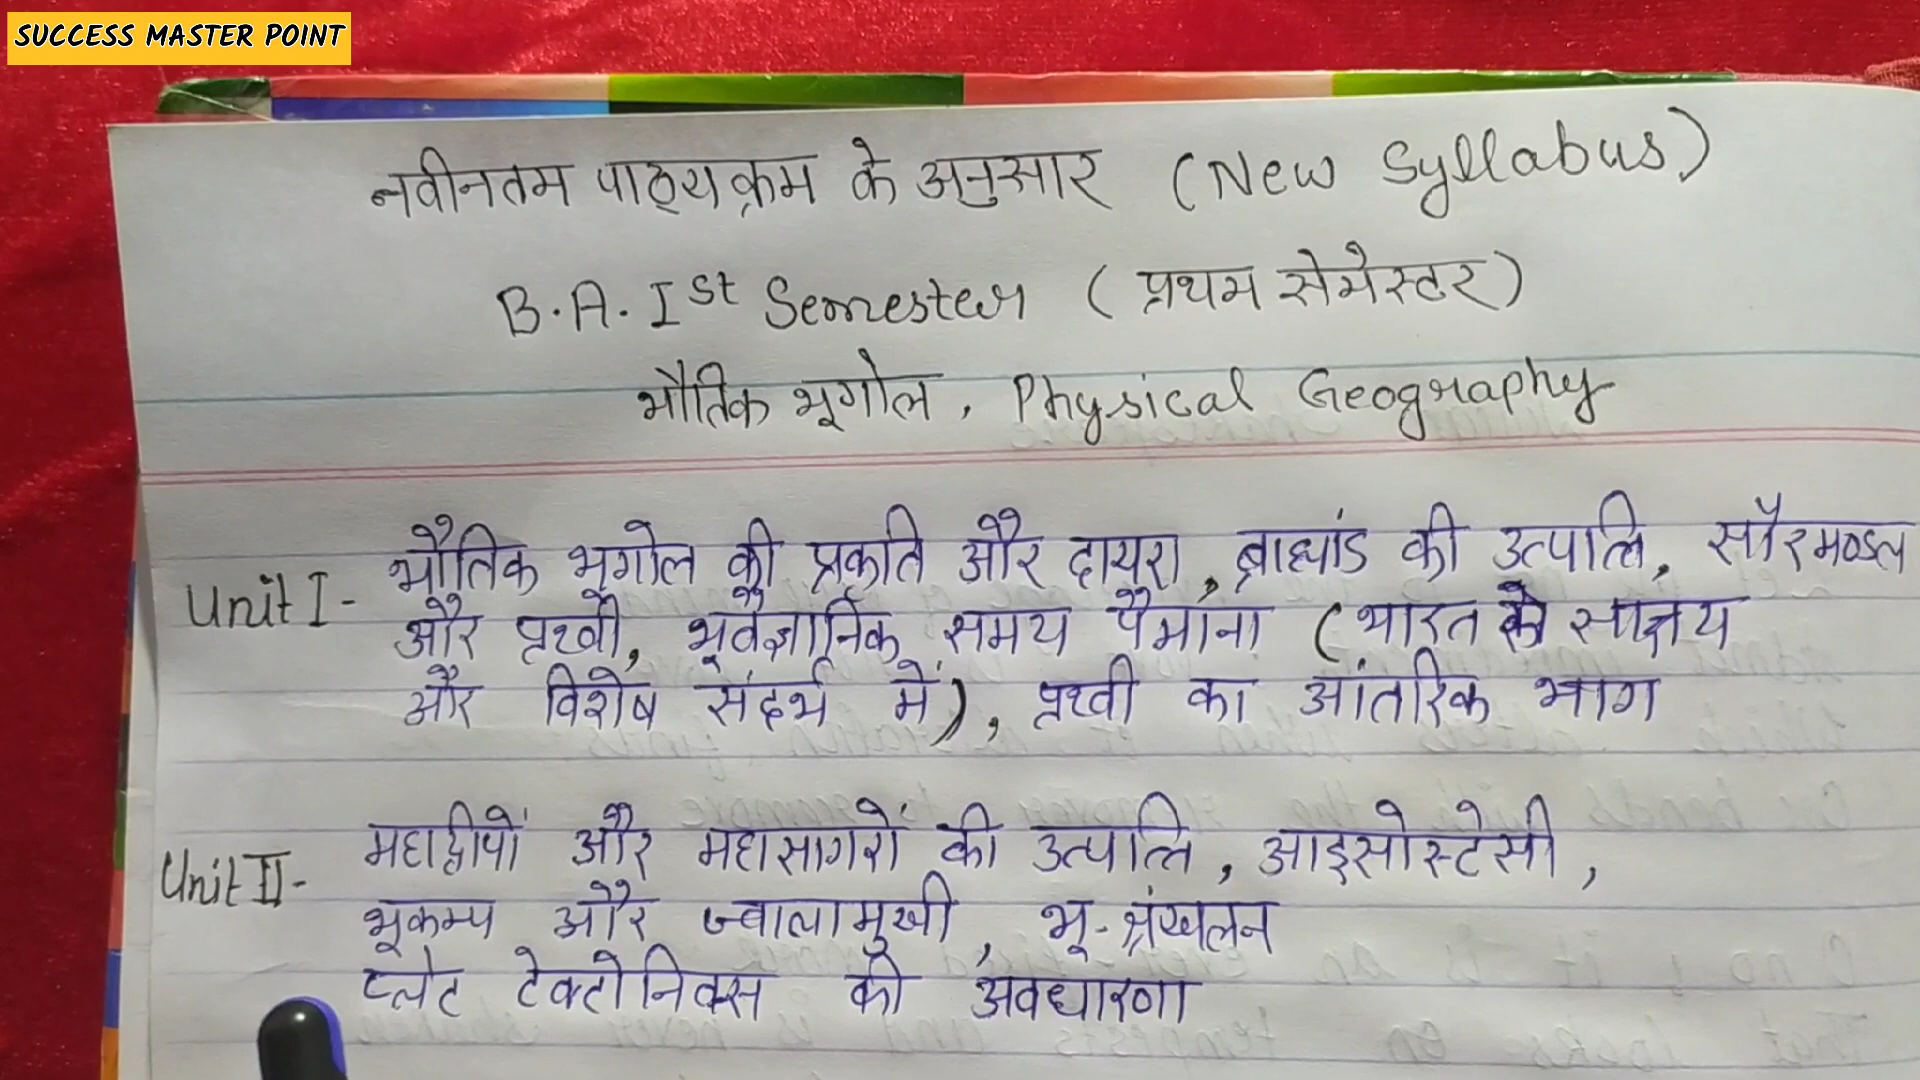 SUCCESS MASTER POINT
नवीनतम पाठ्यक्रम के अनुसार (New Syllabus)
B.A. Ist Semester (प्रथम सेमेस्टर)
भौतिक भूगोल, Physical Geography
Unit I- भौतिक भूगोल की प्रकृति और दायरा, ब्राह्मांड की उत्पत्ति, सौरमण्डल
और पृथ्वी, भूवैज्ञानिक समय पैमाना (भारत के साक्ष्य
और विशेष संदर्भ में), पृथ्वी का आंतरिक भाग
Unit II- महाद्वीपों और महासागरों की उत्पत्ति, आइसोस्टेसी,
भूकम्प और ज्वालामुखी, भू-श्रंखलन
प्लेट टेक्टोनिक्स की अवधारणा